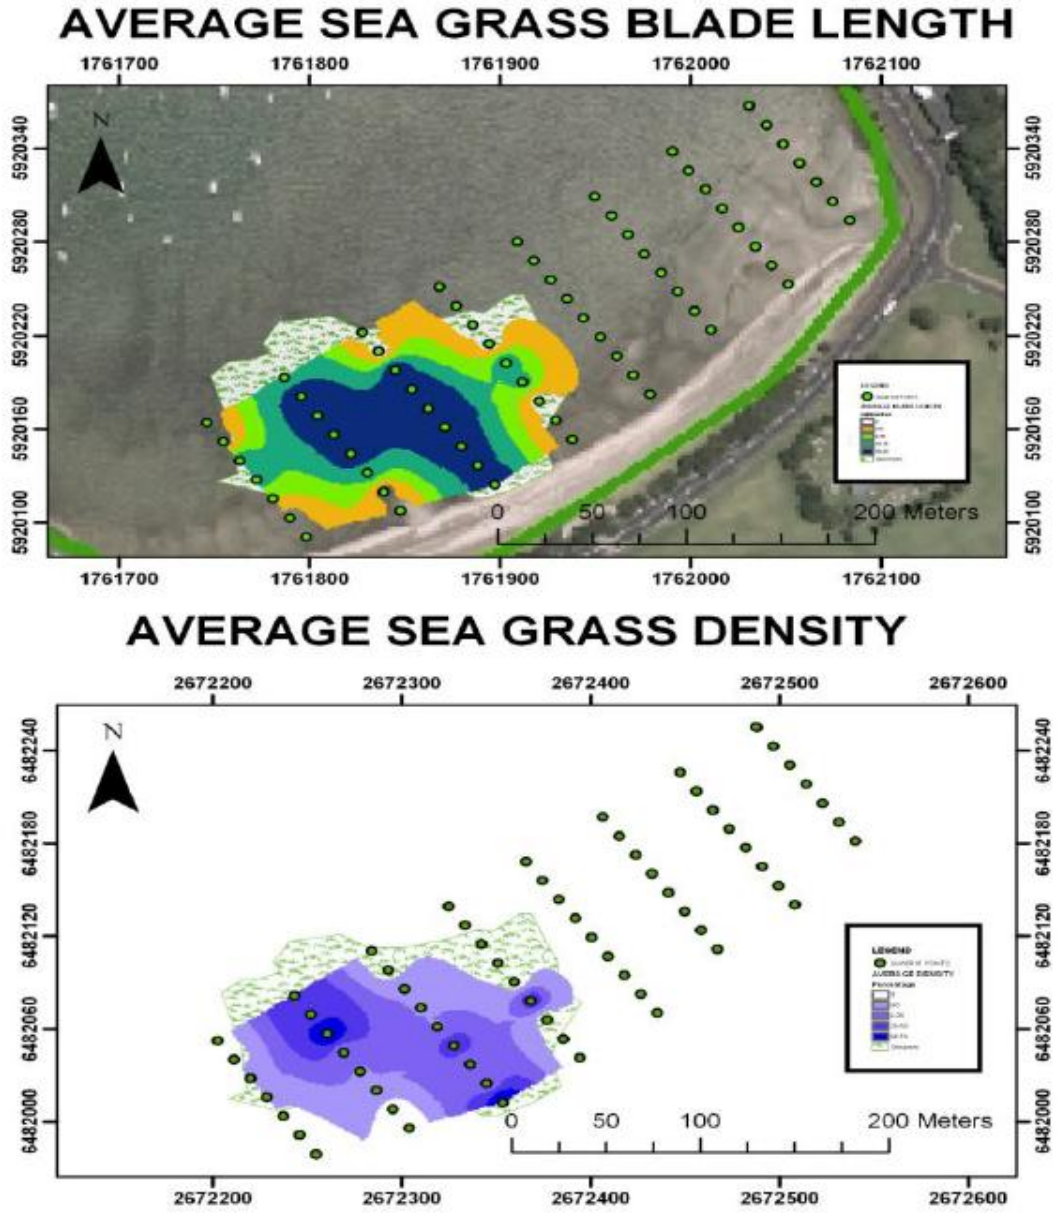 AVERAGE SEA GRASS BLADE LENGTH
1761700 1761800 1761900 1762000 1762100
N
5920340 5920340
5920280 5920280
5920220 5920220
5920160 5920160
5920100 5920100
0 50 100 200 Meters
1761700 1761800 1761900 1762000 1762100
AVERAGE SEA GRASS DENSITY
2672200 2672300 2672400 2672500 2672600
N
6482240 6482240
6482180 6482180
6482120 6482120
6482060 6482060
6482000 6482000
LEGEND
AVERAGE DENSITY
Percentage
0 50 100 200 Meters
2672200 2672300 2672400 2672500 2672600